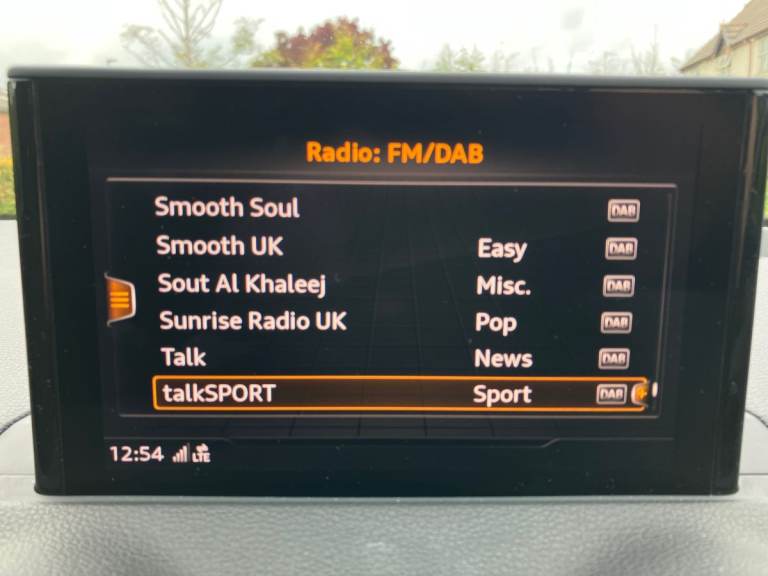 Radio: FM/DAB
Smooth Soul DAB
Smooth UK Easy DAB
Sout Al Khaleej Misc. DAB
Sunrise Radio UK Pop DAB
Talk News DAB
talkSPORT Sport DAB
12:54 LTE